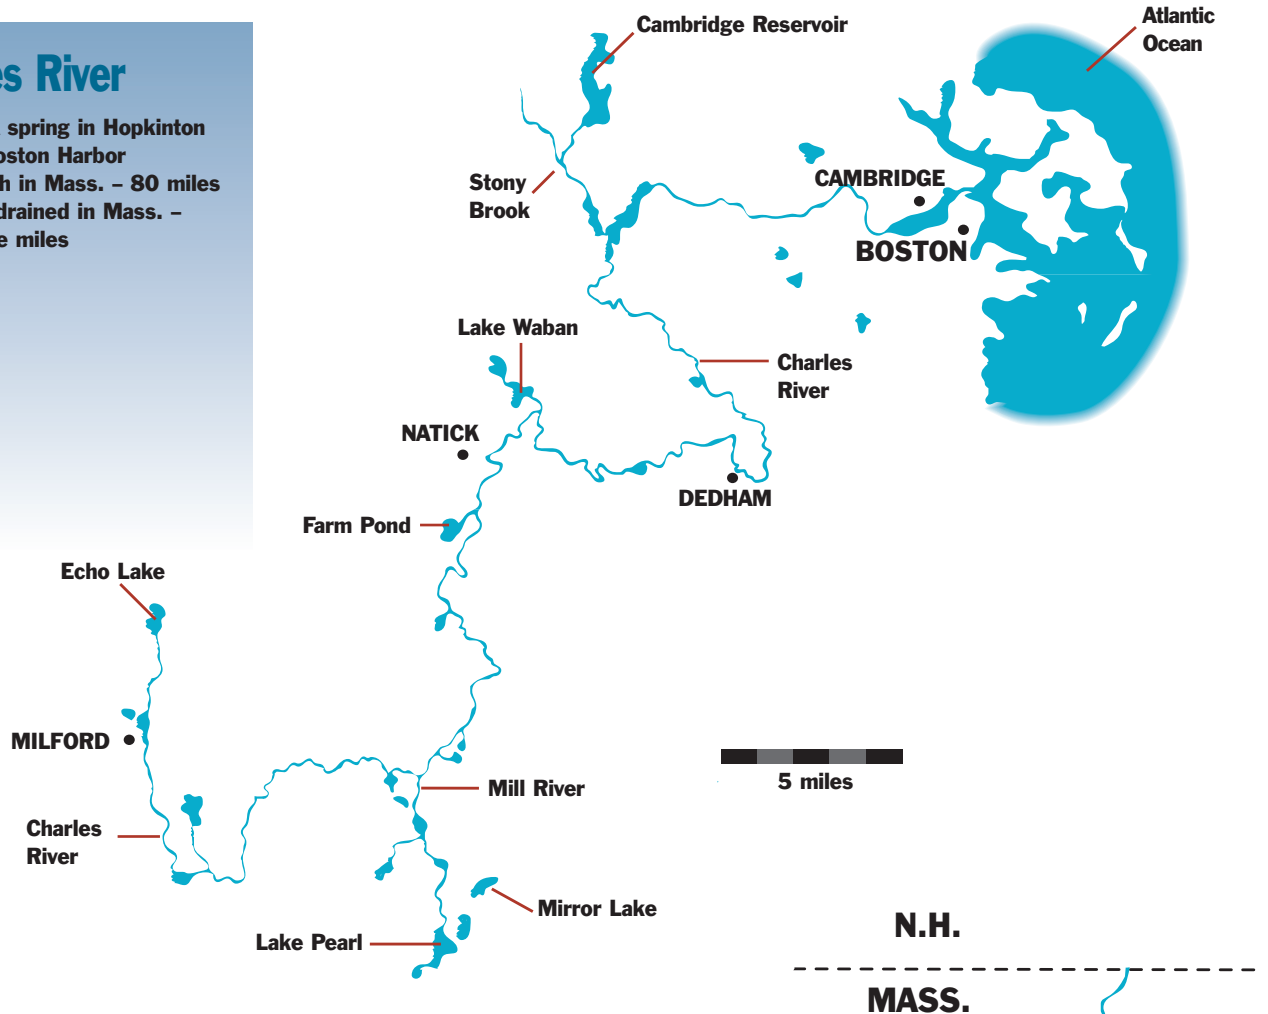 es River
spring in Hopkinton
oston Harbor
h in Mass. – 80 miles
drained in Mass. –
e miles
Cambridge Reservoir
Atlantic
Ocean
Stony
Brook
CAMBRIDGE
BOSTON
Lake Waban
Charles
River
NATICK
DEDHAM
Farm Pond
Echo Lake
MILFORD
5 miles
Mill River
Charles
River
Mirror Lake
Lake Pearl
N.H.
MASS.